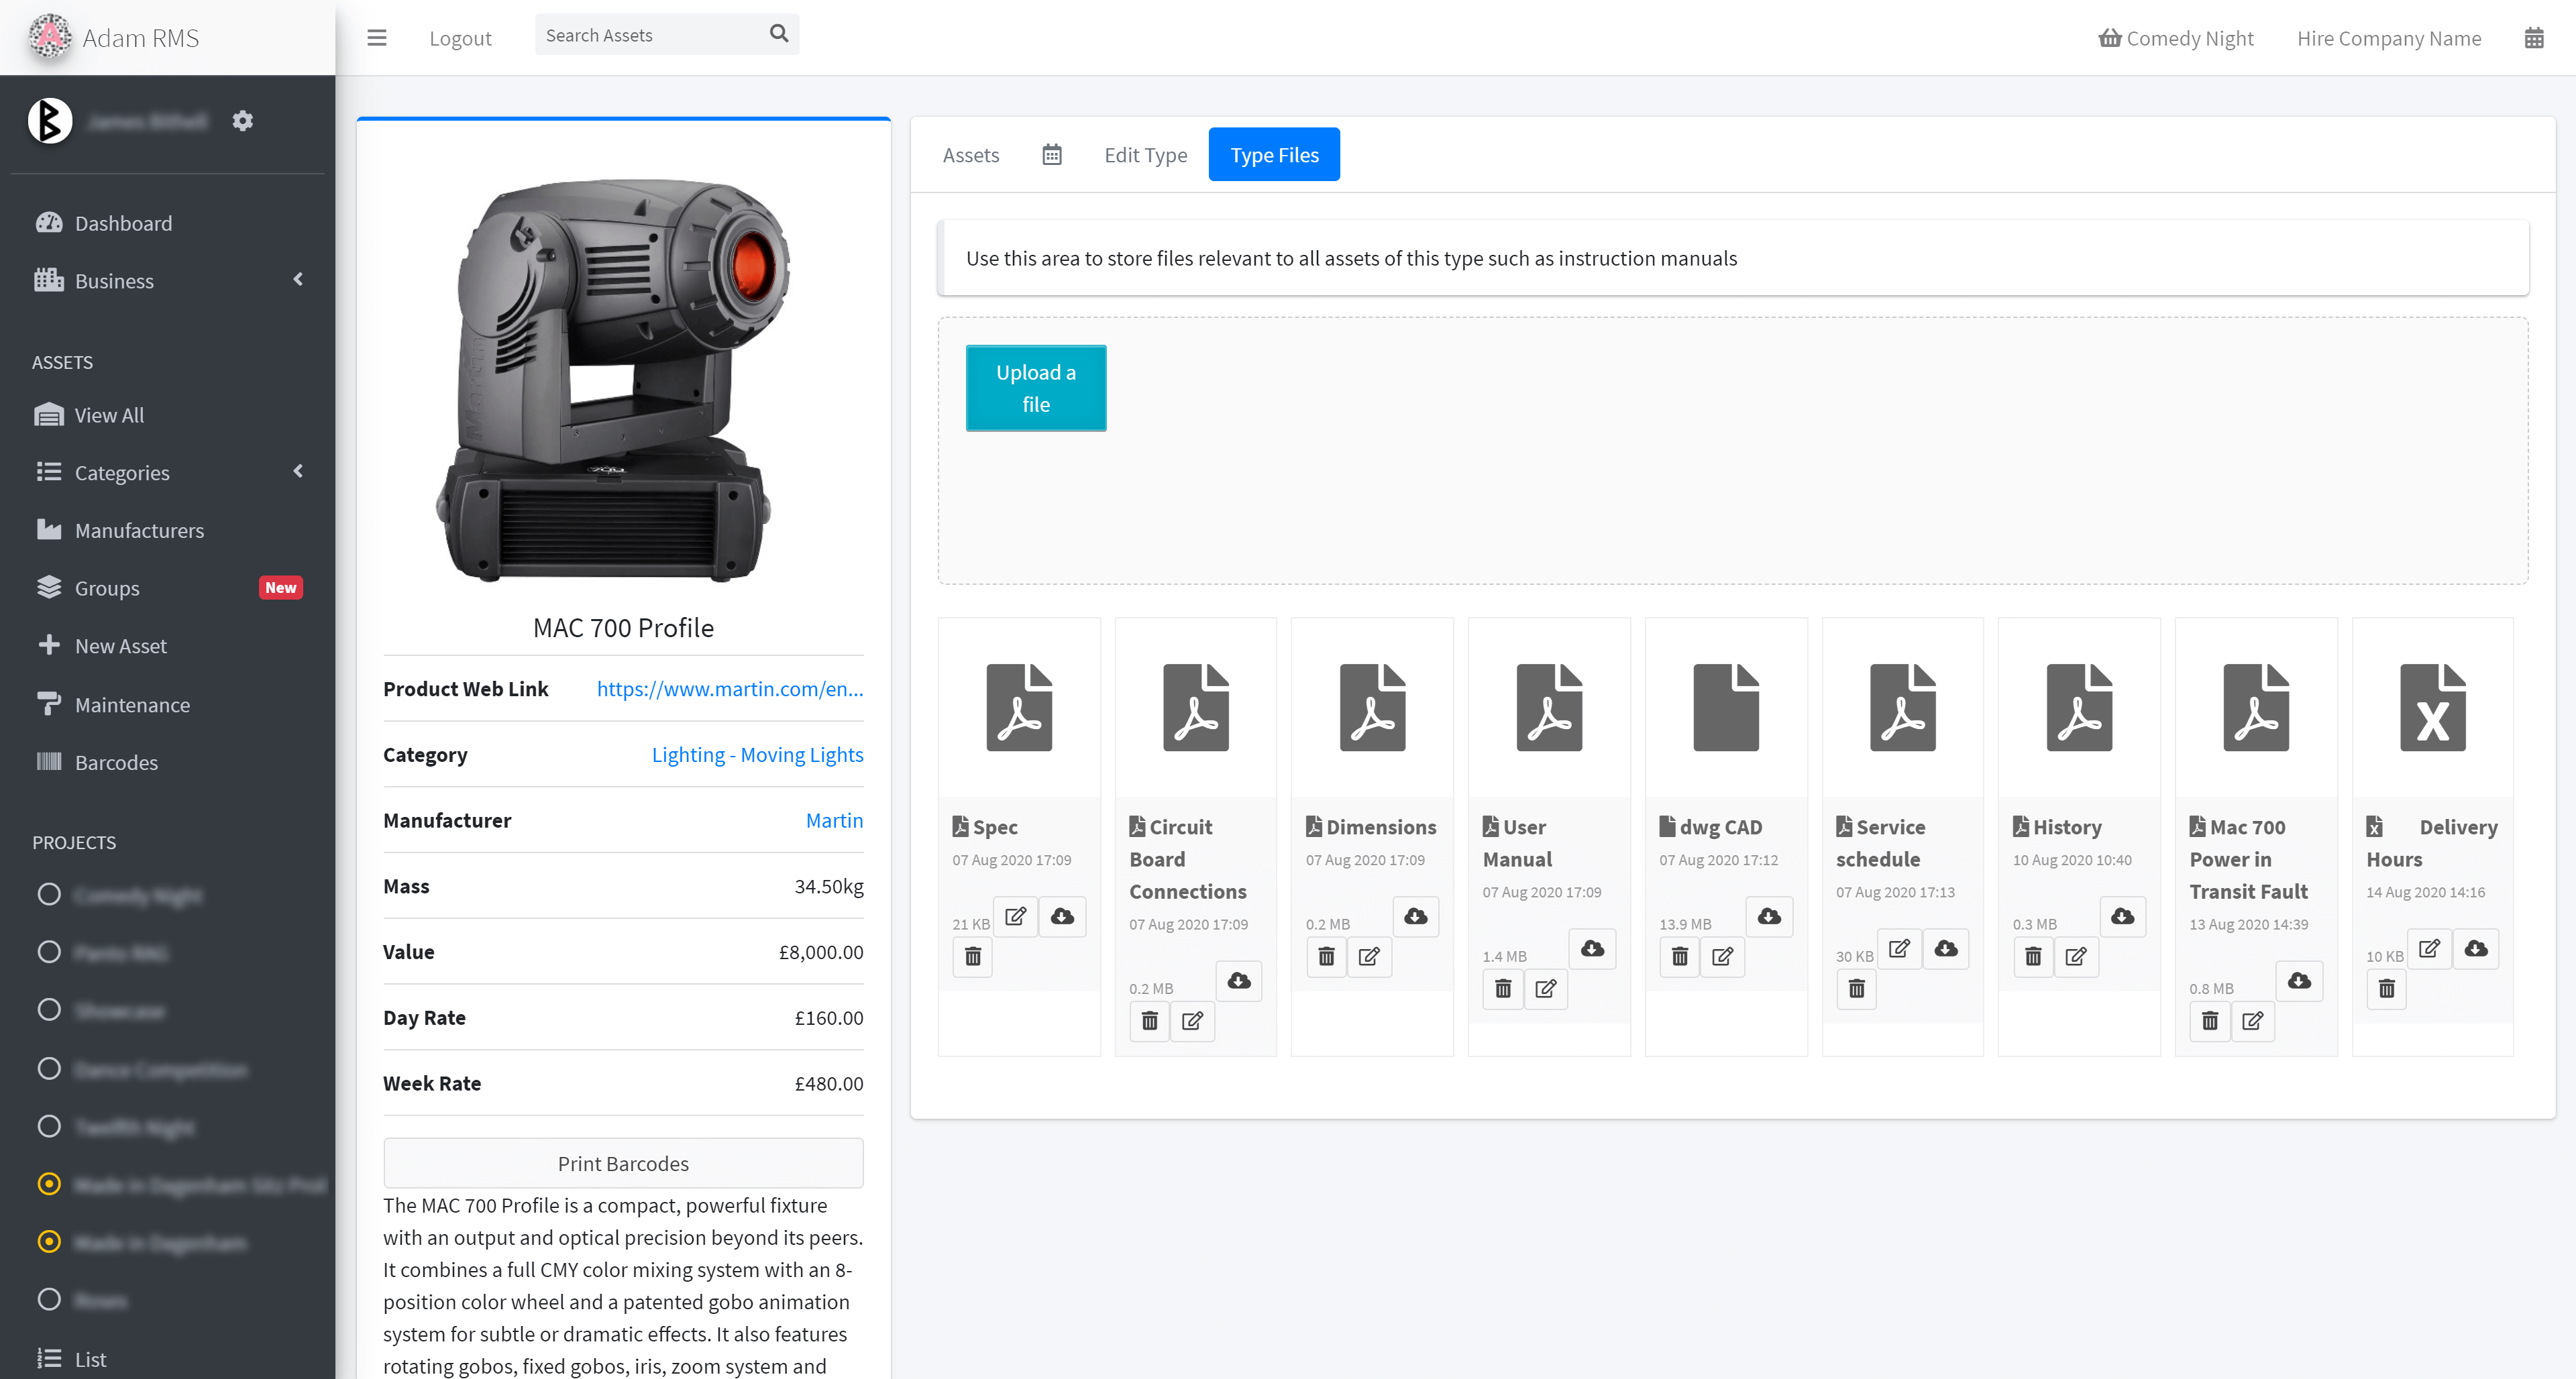 Adam RMS
Logout
Search Assets
Comedy Night
Hire Company Name
Dashboard
Business
ASSETS
View All
Categories
Manufacturers
Groups
New
New Asset
Maintenance
Barcodes
PROJECTS
List
MAC 700 Profile
Product Web Link https://www.martin.com/en...
Category Lighting - Moving Lights
Manufacturer Martin
Mass 34.50kg
Value £8,000.00
Day Rate £160.00
Week Rate £480.00
Print Barcodes
The MAC 700 Profile is a compact, powerful fixture
with an output and optical precision beyond its peers.
It combines a full CMY color mixing system with an 8-
position color wheel and a patented gobo animation
system for subtle or dramatic effects. It also features
rotating gobos, fixed gobos, iris, zoom system and
Assets
Edit Type
Type Files
Use this area to store files relevant to all assets of this type such as instruction manuals
Upload a
file
Spec
07 Aug 2020 17:09
21 KB
Circuit
Board
Connections
07 Aug 2020 17:09
0.2 MB
Dimensions
07 Aug 2020 17:09
0.2 MB
User
Manual
07 Aug 2020 17:09
1.4 MB
dwg CAD
07 Aug 2020 17:12
13.9 MB
Service
schedule
07 Aug 2020 17:13
30 KB
History
10 Aug 2020 10:40
0.3 MB
Mac 700
Power in
Transit Fault
13 Aug 2020 14:39
0.8 MB
Delivery
Hours
14 Aug 2020 14:16
10 KB